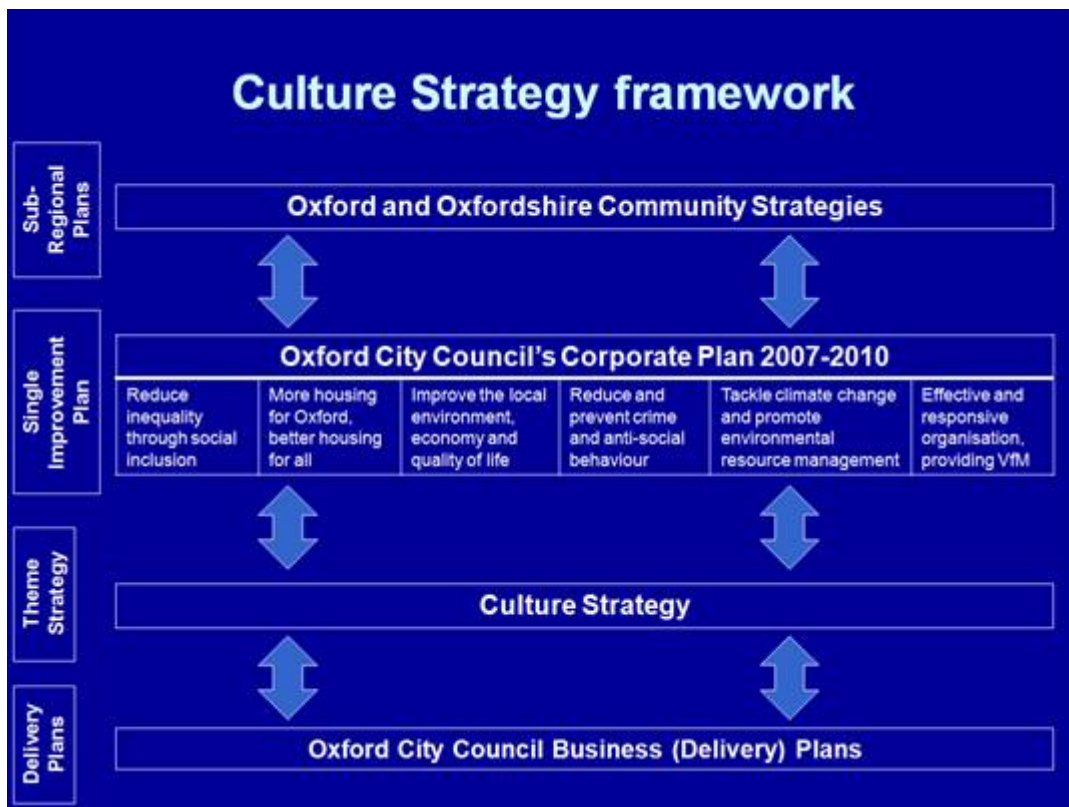 Culture Strategy framework
Sub-
Regional
Plans
Oxford and Oxfordshire Community Strategies
Single
Improvement
Plan
Oxford City Council's Corporate Plan 2007-2010
Reduce
inequality
through social
inclusion
More housing
for Oxford,
better housing
for all
Improve the local
environment,
economy and
quality of life
Reduce and
prevent crime
and anti-social
behaviour
Tackle climate change
and promote
environmental
resource management
Effective and
responsive
organisation,
providing VfM
Theme
Strategy
Culture Strategy
Delivery
Plans
Oxford City Council Business (Delivery) Plans